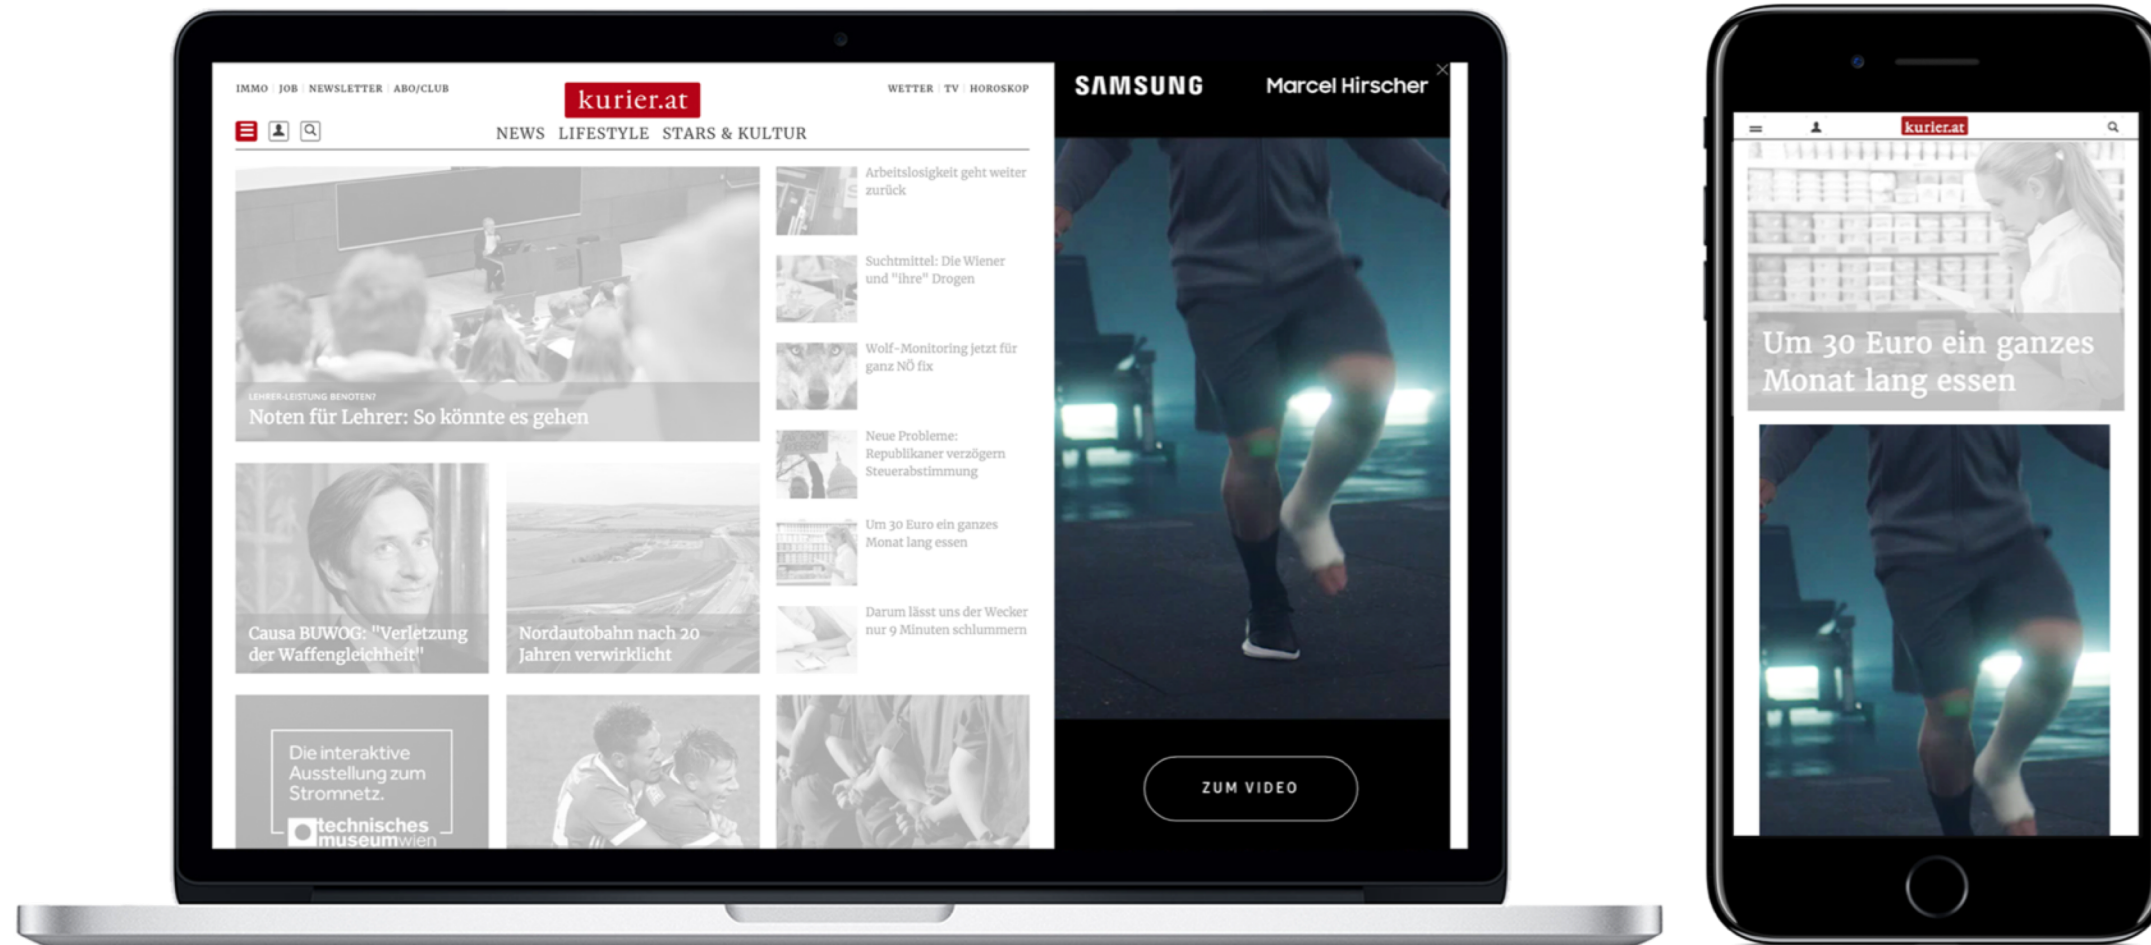 IMMO | JOB | NEWSLETTER | ABO/CLUB
kurier.at
WETTER | TV | HOROSKOP
NEWS LIFESTYLE STARS & KULTUR
LEHRER-LEISTUNG BENOTEN?
Noten für Lehrer: So könnte es gehen
Causa BUWOG: "Verletzung
der Waffengleichheit"
Nordautobahn nach 20
Jahren verwirklicht
Arbeitslosigkeit geht weiter
zurück
Suchtmittel: Die Wiener
und "ihre" Drogen
Wolf-Monitoring jetzt für
ganz NÖ fix
Neue Probleme:
Republikaner verzögern
Steuerabstimmung
Um 30 Euro ein ganzes
Monat lang essen
Darum lässt uns der Wecker
nur 9 Minuten schlummern
Die interaktive
Ausstellung zum
Stromnetz.
technisches
museumwien
SAMSUNG
Marcel Hirscher
ZUM VIDEO
kurier.at
Um 30 Euro ein ganzes
Monat lang essen